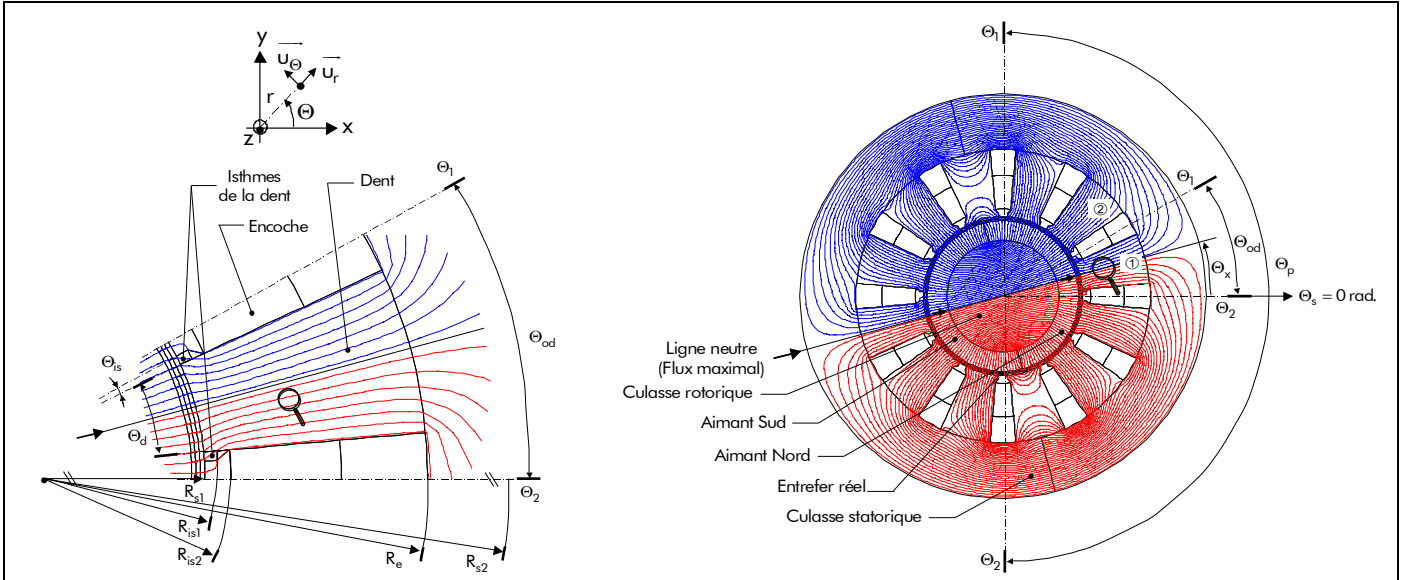 y
u_Θ
u_r
r
Θ
z
x
Isthmes
de la dent
Dent
Encoche
Θ1
Θis
Θod
Θd
Rs1
Θ2
Ris1
Ris2
Re
Rs2
Θ1
Θ1
②
①
Θod
Θx
Θp
Θ2
Θs = 0 rad.
Ligne neutre
(Flux maximal)
Culasse rotorique
Aimant Sud
Aimant Nord
Entrefer réel
Culasse statorique
Θ2